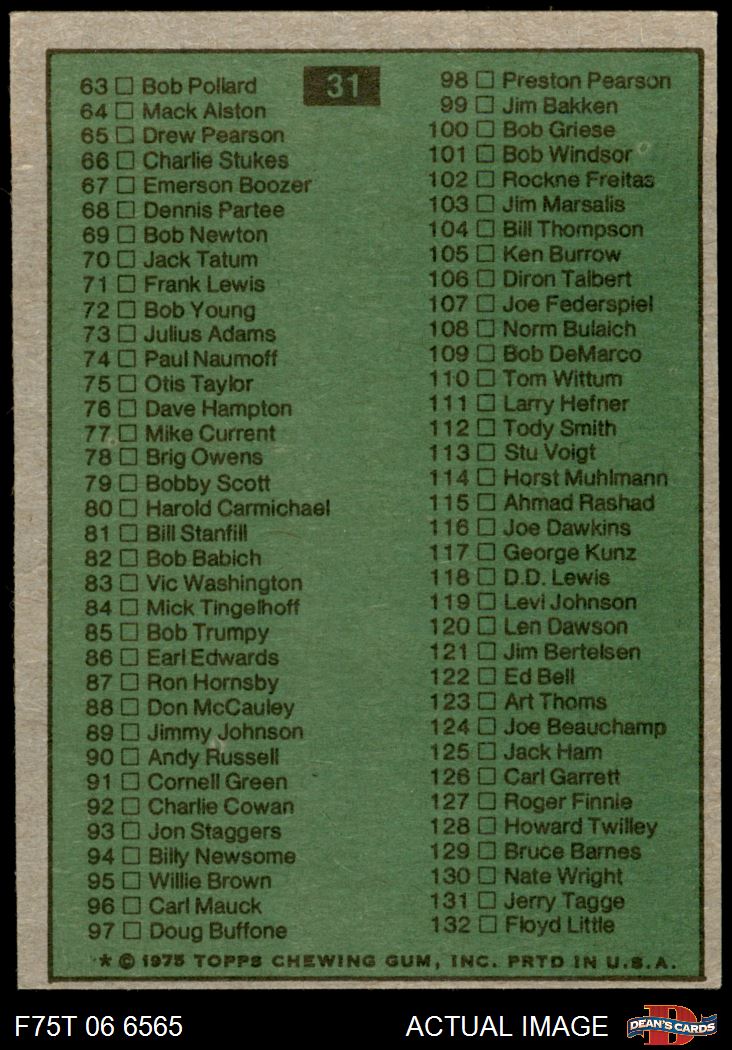 31
63 □ Bob Pollard
64 □ Mack Alston
65 □ Drew Pearson
66 □ Charlie Stukes
67 □ Emerson Boozer
68 □ Dennis Partee
69 □ Bob Newton
70 □ Jack Tatum
71 □ Frank Lewis
72 □ Bob Young
73 □ Julius Adams
74 □ Paul Naumoff
75 □ Otis Taylor
76 □ Dave Hampton
77 □ Mike Current
78 □ Brig Owens
79 □ Bobby Scott
80 □ Harold Carmichael
81 □ Bill Stanfill
82 □ Bob Babich
83 □ Vic Washington
84 □ Mick Tingelhoff
85 □ Bob Trumpy
86 □ Earl Edwards
87 □ Ron Hornsby
88 □ Don McCauley
89 □ Jimmy Johnson
90 □ Andy Russell
91 □ Cornell Green
92 □ Charlie Cowan
93 □ Jon Staggers
94 □ Billy Newsome
95 □ Willie Brown
96 □ Carl Mauck
97 □ Doug Buffone
98 □ Preston Pearson
99 □ Jim Bakken
100 □ Bob Griese
101 □ Bob Windsor
102 □ Rockne Freitas
103 □ Jim Marsalis
104 □ Bill Thompson
105 □ Ken Burrow
106 □ Diron Talbert
107 □ Joe Federspiel
108 □ Norm Bulaich
109 □ Bob DeMarco
110 □ Tom Wittum
111 □ Larry Hefner
112 □ Tody Smith
113 □ Stu Voigt
114 □ Horst Muhlmann
115 □ Ahmad Rashad
116 □ Joe Dawkins
117 □ George Kunz
118 □ D.D. Lewis
119 □ Levi Johnson
120 □ Len Dawson
121 □ Jim Bertelsen
122 □ Ed Bell
123 □ Art Thoms
124 □ Joe Beauchamp
125 □ Jack Ham
126 □ Carl Garrett
127 □ Roger Finnie
128 □ Howard Twilley
129 □ Bruce Barnes
130 □ Nate Wright
131 □ Jerry Tagge
132 □ Floyd Little
* © 1975 TOPPS CHEWING GUM, INC. PRTD IN U.S.A.
F75T 06 6565
ACTUAL IMAGE
D
DEAN'S CARDS